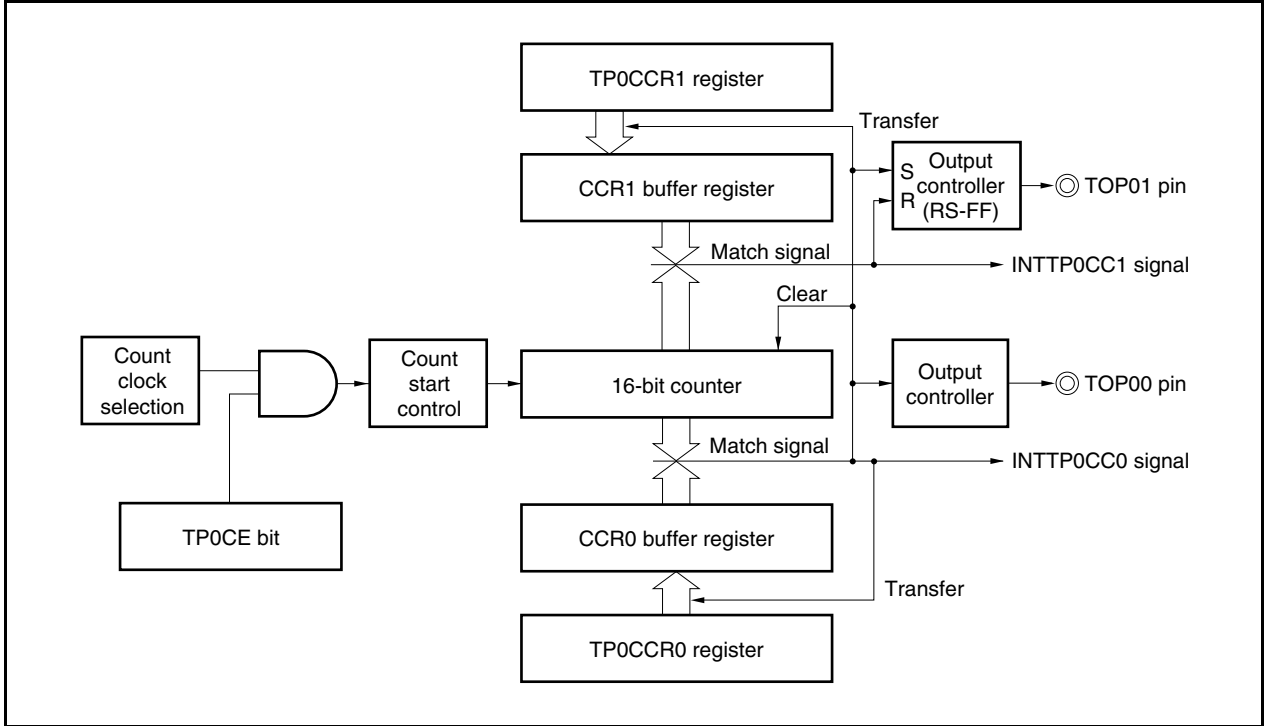 TP0CCR1 register
Transfer
CCR1 buffer register
S
R
Output
controller
(RS-FF)
TOP01 pin
Match signal
INTTP0CC1 signal
Clear
Count
clock
selection
Count
start
control
16-bit counter
Output
controller
TOP00 pin
Match signal
INTTP0CC0 signal
TP0CE bit
CCR0 buffer register
Transfer
TP0CCR0 register